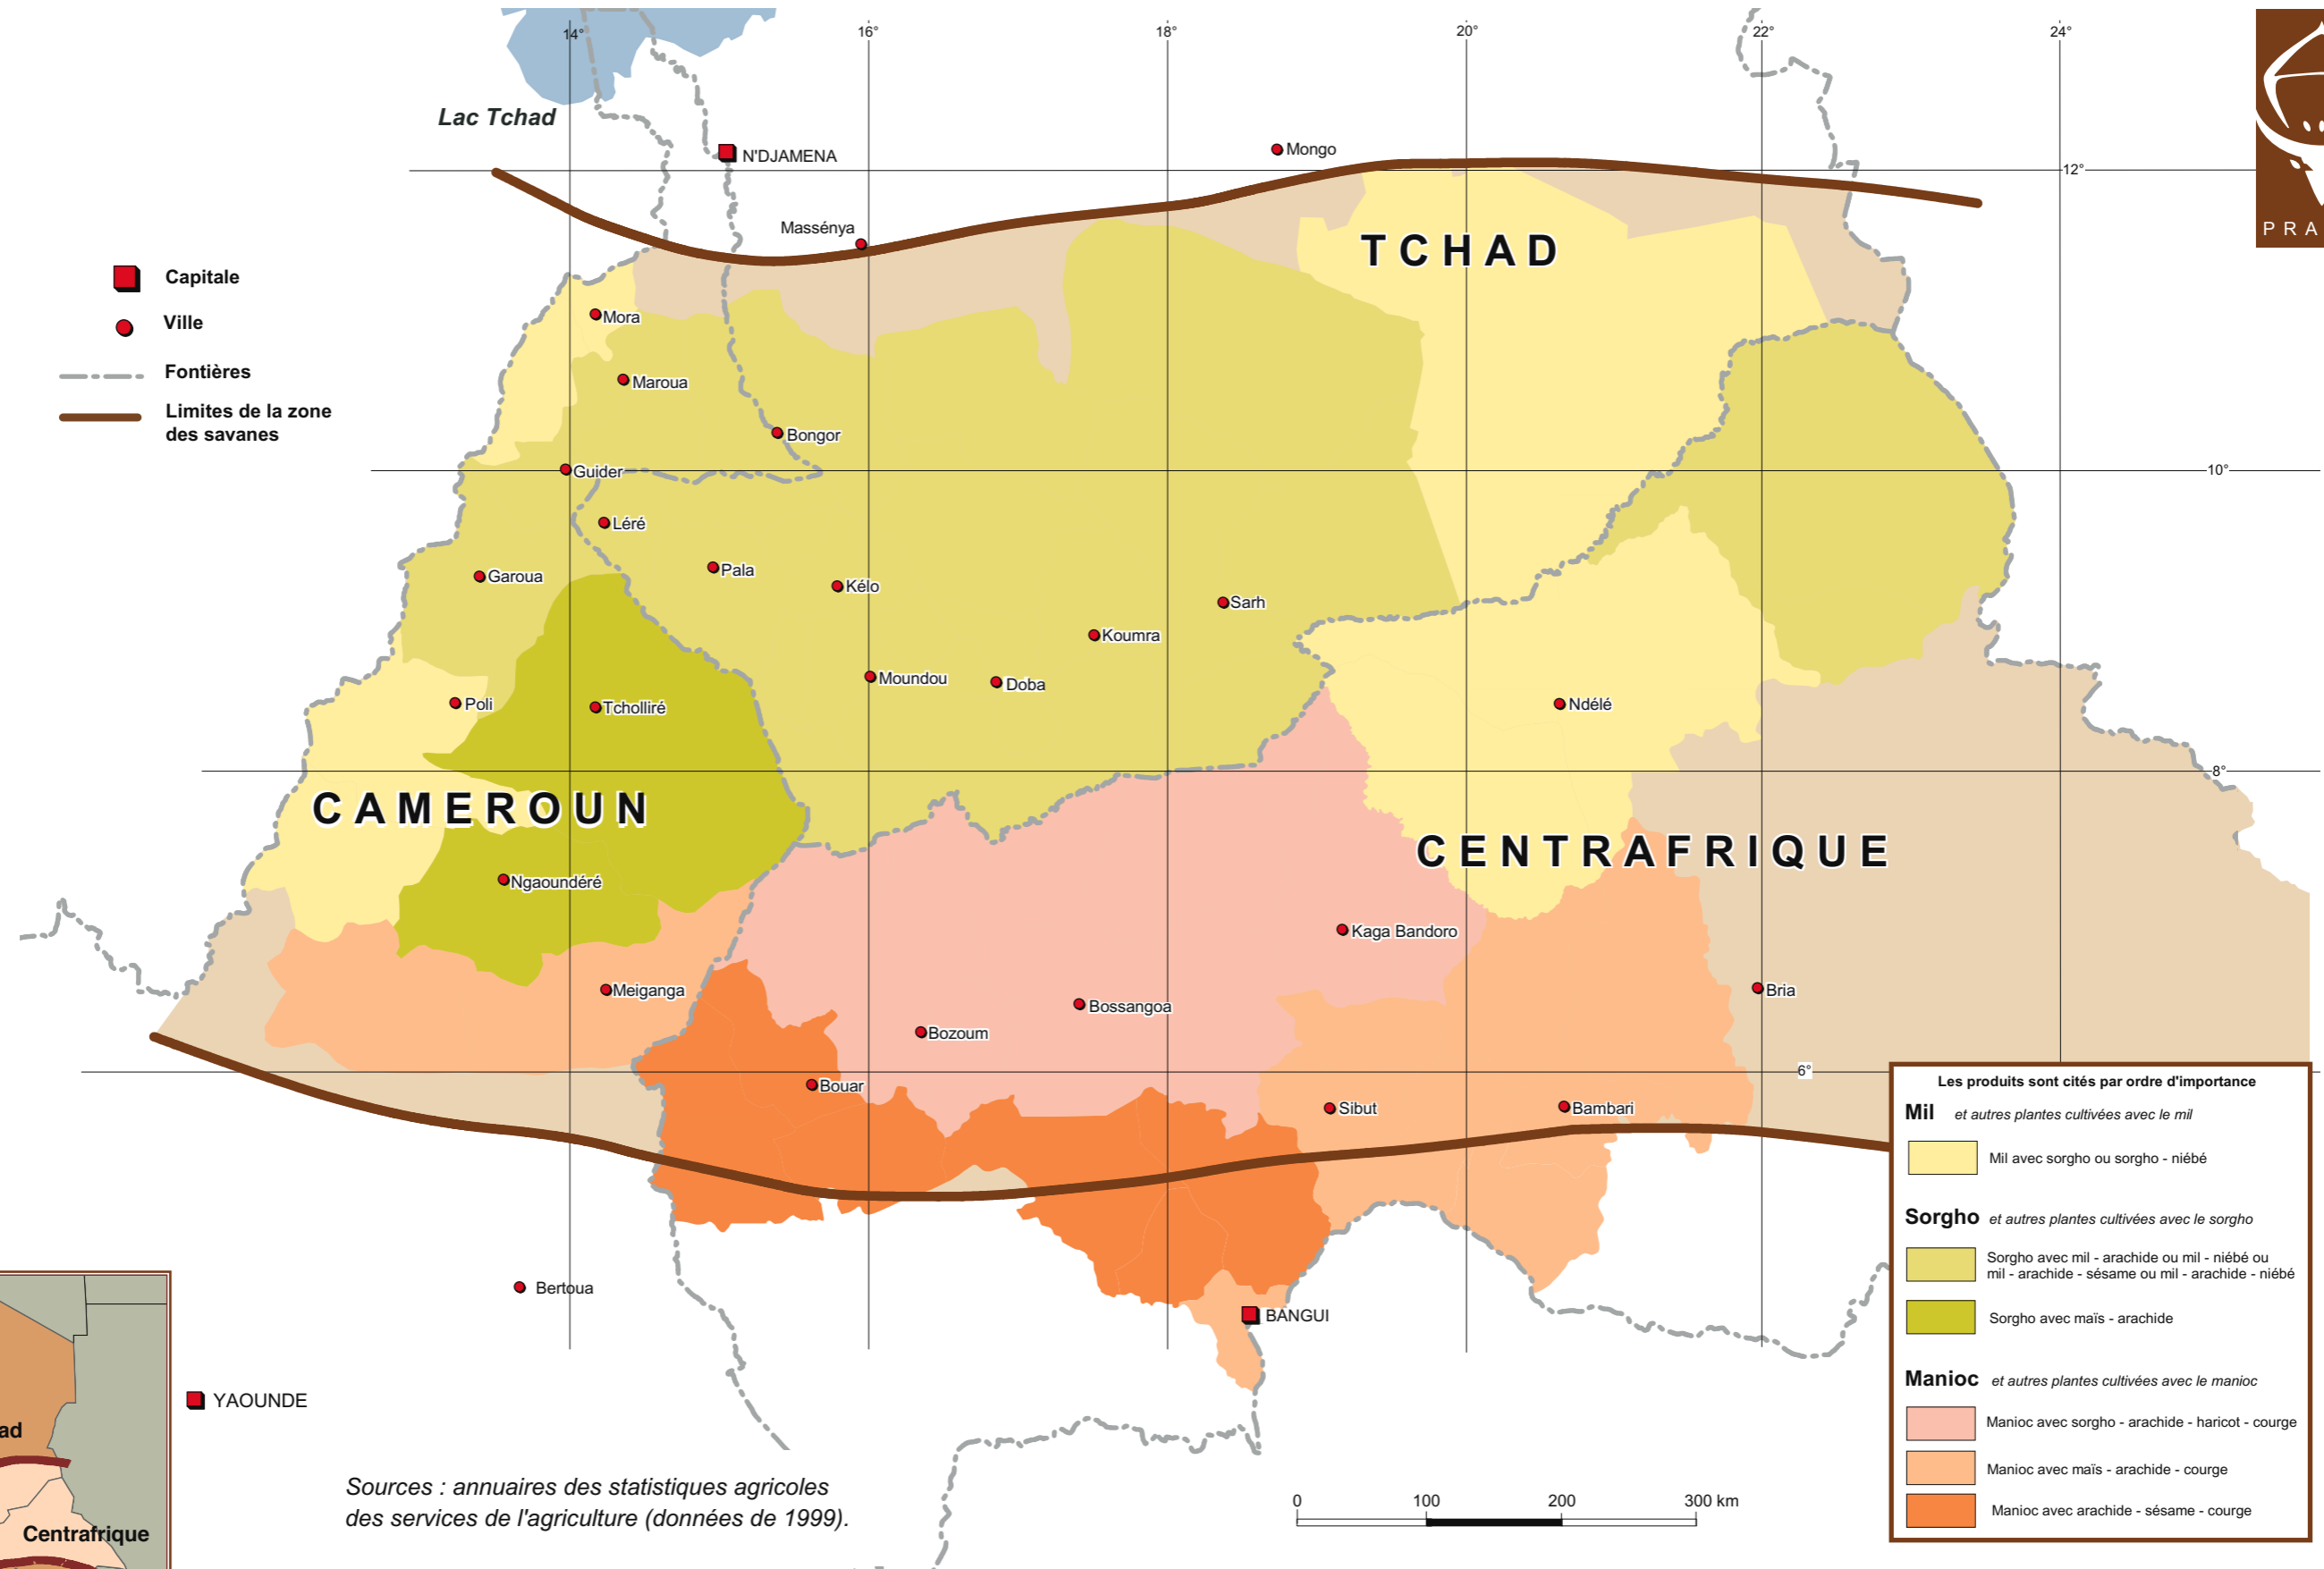 14°
16°
18°
20°
22°
24°
Lac Tchad
N'DJAMENA
Mongo
12°
PRA
Massénya
TCHAD
Capitale
Ville
Fontières
Limites de la zone
des savanes
Mora
Maroua
Bongor
Guider
10°
Léré
Pala
Garoua
Kélo
Sarh
Koumra
Moundou
Doba
Poli
Tcholliré
Ndélé
8°
CAMEROUN
CENTRAFRIQUE
Ngaoundéré
Kaga Bandoro
Meiganga
Bria
Bossangoa
Bozoum
6°
Bouar
Sibut
Bambari
Bertoua
BANGUI
YAOUNDE
Les produits sont cités par ordre d'importance
Mil et autres plantes cultivées avec le mil
Mil avec sorgho ou sorgho - niébé
Sorgho et autres plantes cultivées avec le sorgho
Sorgho avec mil - arachide ou mil - niébé ou
mil - arachide - sésame ou mil - arachide - niébé
Sorgho avec maïs - arachide
Manioc et autres plantes cultivées avec le manioc
Manioc avec sorgho - arachide - haricot - courge
Manioc avec maïs - arachide - courge
Manioc avec arachide - sésame - courge
ad
Centrafrique
Sources : annuaires des statistiques agricoles
des services de l'agriculture (données de 1999).
0 100 200 300 km